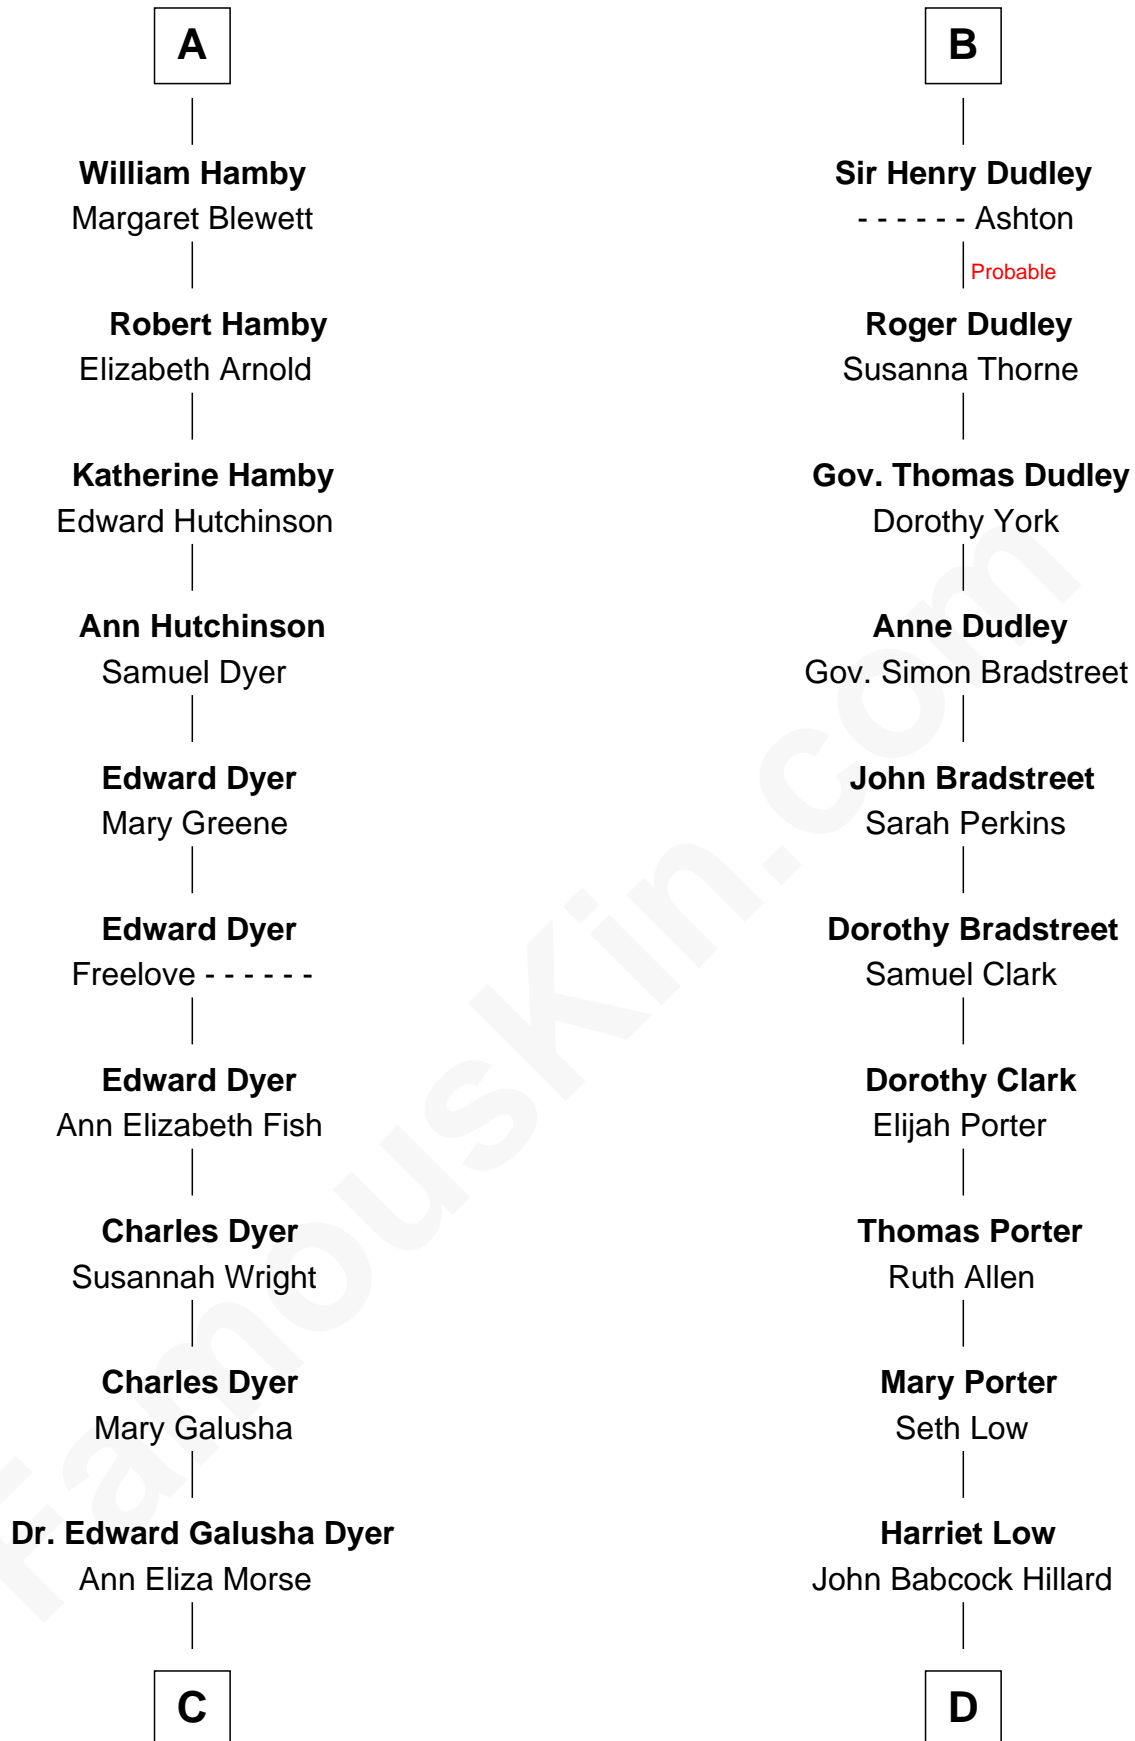 A
William Hamby
Margaret Blewett
Robert Hamby
Elizabeth Arnold
Katherine Hamby
Edward Hutchinson
Ann Hutchinson
Samuel Dyer
Edward Dyer
Mary Greene
Edward Dyer
Freelove - - - - - -
Edward Dyer
Ann Elizabeth Fish
Charles Dyer
Susannah Wright
Charles Dyer
Mary Galusha
Dr. Edward Galusha Dyer
Ann Eliza Morse
C
B
Sir Henry Dudley
- - - - - - Ashton
Probable
Roger Dudley
Susanna Thorne
Gov. Thomas Dudley
Dorothy York
Anne Dudley
Gov. Simon Bradstreet
John Bradstreet
Sarah Perkins
Dorothy Bradstreet
Samuel Clark
Dorothy Clark
Elijah Porter
Thomas Porter
Ruth Allen
Mary Porter
Seth Low
Harriet Low
John Babcock Hillard
D
FamousKin.com